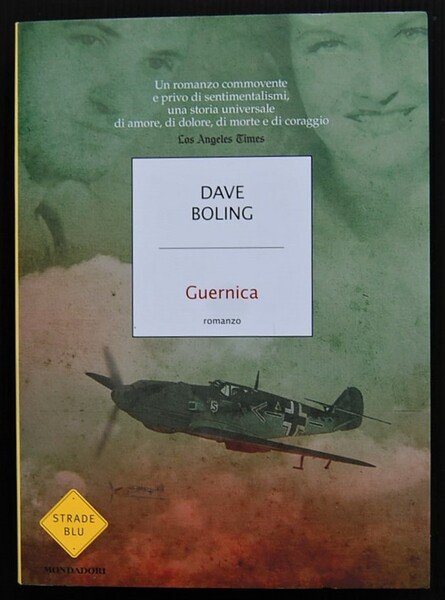 Un romanzo commovente
e privo di sentimentalismi,
una storia universale
di amore, di dolore, di morte e di coraggio
Los Angeles Times
DAVE
BOLING
Guernica
romanzo
STRADE
BLU
MONDADORI